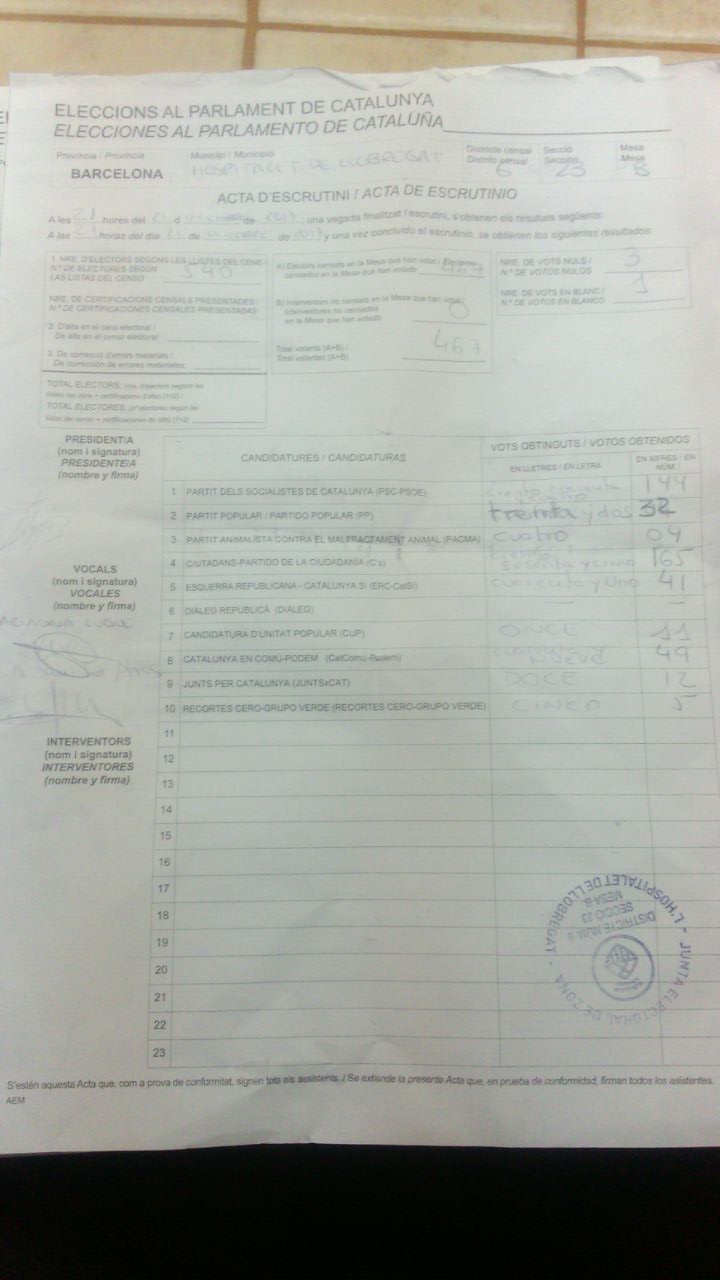 ELECCIONS AL PARLAMENT DE CATALUNYA
ELECCIONES AL PARLAMENTO DE CATALUÑA
Provincia / Provincia
BARCELONA
Municipi / Municipio
HOSPITALET DE LLOBREGAT
Districte censal
Distrito censal
6
Secció
Sección
23
Mesa
Mesa
B
ACTA D'ESCRUTINI / ACTA DE ESCRUTINIO
A les 21 hores del 21 d de 2017, una vegada finalitzat l'escrutini, s'obtenen els resultats següents:
A las 21 horas del día 21 de de 2017 y una vez concluido el escrutinio, se obtienen los siguientes resultados:
1. NRE. D'ELECTORS SEGONS LES LLISTES DEL CENS /
N.º DE ELECTORES SEGÚN
LAS LISTAS DEL CENSO 540
NRE. DE CERTIFICACIONS CENSALS PRESENTADES /
N.º DE CERTIFICACIONES CENSALES PRESENTADAS
2. D'alta en el cens electoral /
De alta en el censo electoral:
3. De correcció d'errors materials /
De corrección de errores materiales:
TOTAL ELECTORS: (nre. d'electors segons les
llistes del cens + certificacions d'alta) (1+2) /
TOTAL ELECTORES: (nº electores según las
listas del censo + certificaciones de alta) (1+2)
A) Electors censats en la Mesa que han votat / Electores
censados en la Mesa que han votado 467
B) Interventors no censats en la Mesa que han votat /
Interventores no censados
en la Mesa que han votado 0
Total votants (A+B) /
Total votantes (A+B) 467
NRE. DE VOTS NULS /
N.º DE VOTOS NULOS 3
NRE. DE VOTS EN BLANC /
N.º DE VOTOS EN BLANCO 1
PRESIDENT/A
(nom i signatura)
PRESIDENTE/A
(nombre y firma)
VOCALS
(nom i signatura)
VOCALES
(nombre y firma)
INTERVENTORS
(nom i signatura)
INTERVENTORES
(nombre y firma)
CANDIDATURES / CANDIDATURAS
VOTS OBTINGUTS / VOTOS OBTENIDOS
EN LLETRES / EN LETRA
EN XIFRES / EN NÚM.
1 PARTIT DELS SOCIALISTES DE CATALUNYA (PSC-PSOE) 144
2 PARTIT POPULAR / PARTIDO POPULAR (PP) treinta y dos 32
3 PARTIT ANIMALISTA CONTRA EL MALTRACTAMENT ANIMAL (PACMA) cuatro 04
4 CIUTADANS-PARTIDO DE LA CIUDADANÍA (C's) ciento sesenta y cinco 165
5 ESQUERRA REPUBLICANA - CATALUNYA SÍ (ERC-CatSí) cuarenta y uno 41
6 DIÀLEG REPUBLICÀ (DIÀLEG) — —
7 CANDIDATURA D'UNITAT POPULAR (CUP) ONCE 11
8 CATALUNYA EN COMÚ-PODEM (CatComú-Podem) cuarenta y NUEVE 49
9 JUNTS PER CATALUNYA (JUNTSxCAT) DOCE 12
10 RECORTES CERO-GRUPO VERDE (RECORTES CERO-GRUPO VERDE) CINCO 5
11
12
13
14
15
16
17
18
19
20
21
22
23
L'HOSPITALET DE LLOBREGAT - JUNTA ELECTORAL DE ZONA -
DISTRICTE NÚM. 6
SECCIÓ 23
MESA B
S'estén aquesta Acta que, com a prova de conformitat, signen tots els assistents. / Se extiende la presente Acta que, en prueba de conformidad, firman todos los asistentes.
AEM